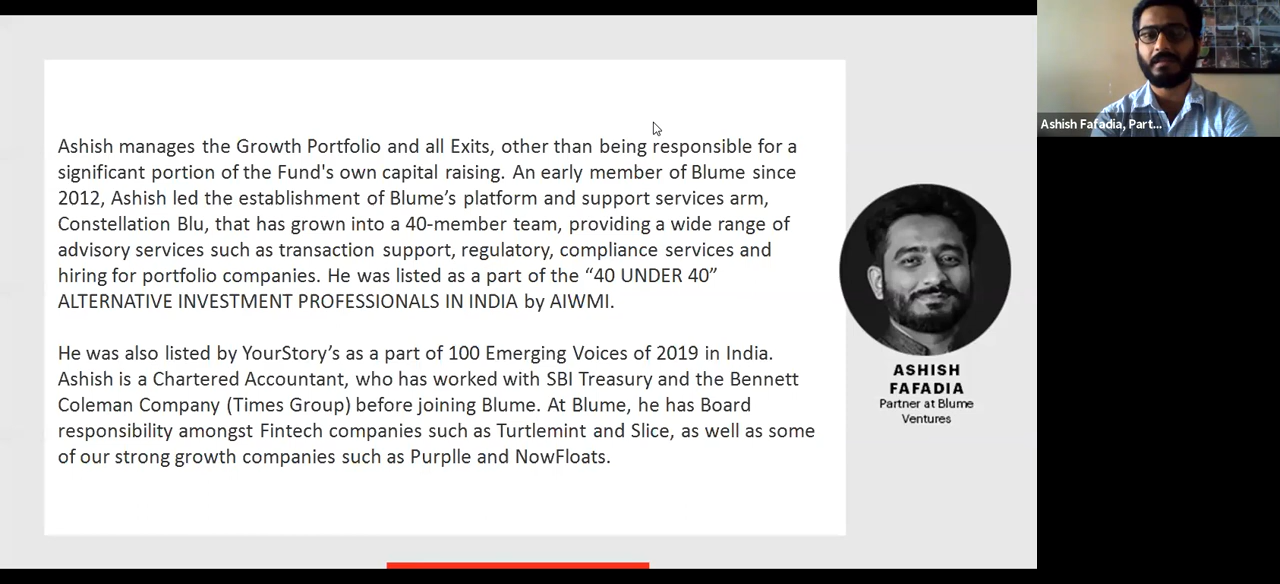 Ashish manages the Growth Portfolio and all Exits, other than being responsible for a
significant portion of the Fund's own capital raising. An early member of Blume since
2012, Ashish led the establishment of Blume’s platform and support services arm,
Constellation Blu, that has grown into a 40-member team, providing a wide range of
advisory services such as transaction support, regulatory, compliance services and
hiring for portfolio companies. He was listed as a part of the “40 UNDER 40”
ALTERNATIVE INVESTMENT PROFESSIONALS IN INDIA by AIWMI.
He was also listed by YourStory’s as a part of 100 Emerging Voices of 2019 in India.
Ashish is a Chartered Accountant, who has worked with SBI Treasury and the Bennett
Coleman Company (Times Group) before joining Blume. At Blume, he has Board
responsibility amongst Fintech companies such as Turtlemint and Slice, as well as some
of our strong growth companies such as Purplle and NowFloats.
ASHISH
FAFADIA
Partner at Blume
Ventures
Ashish Fafadia, Part...